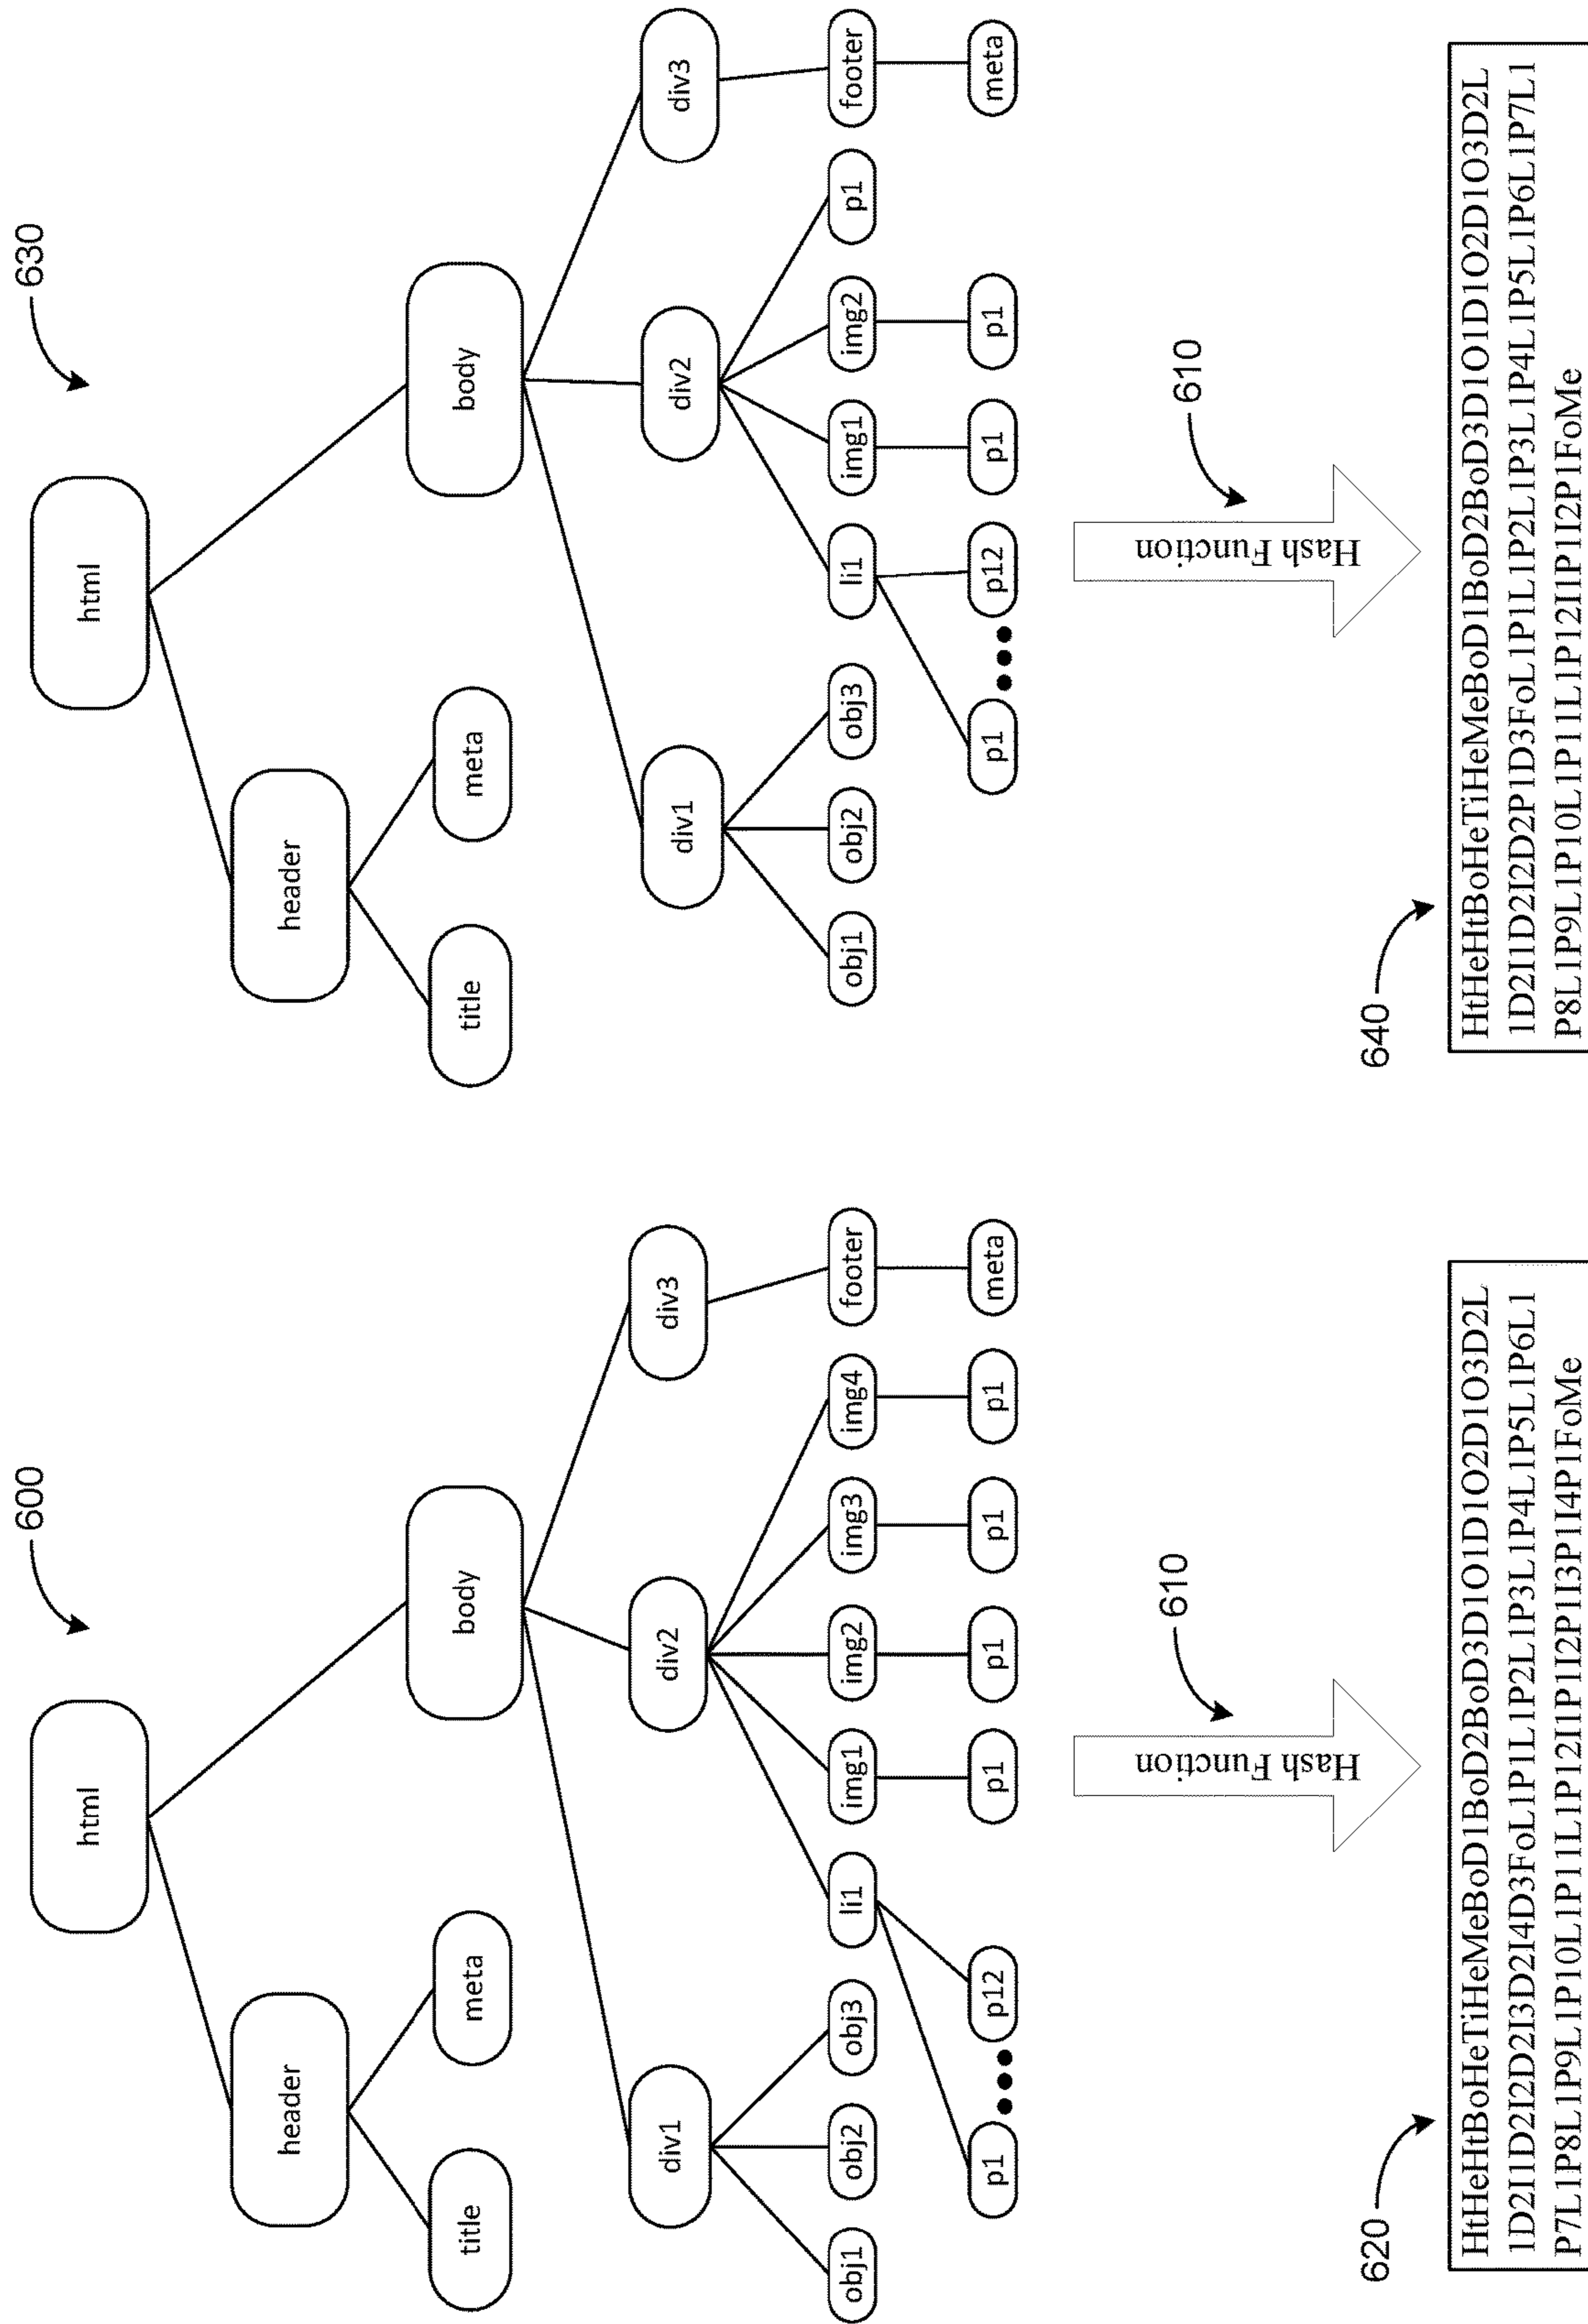 600
html
header
body
title
meta
div1
div2
div3
obj1
obj2
obj3
li1
img1
img2
img3
img4
footer
p1
p12
p1
p1
p1
p1
meta
Hash Function
610
620
HtHeHtBoHeTiHeMeBoD1BoD2BoD3D1O1D1O2D1O3D2L
1D2I1D2I2D2I3D2I4D3FoL1P1L1P2L1P3L1P4L1P5L1P6L1
P7L1P8L1P9L1P10L1P11L1P12I1P1I2P1I3P1I4P1FoMe
630
html
header
body
title
meta
div1
div2
div3
obj1
obj2
obj3
li1
img1
img2
p1
footer
p1
p12
p1
p1
meta
Hash Function
610
640
HtHeHtBoHeTiHeMeBoD1BoD2BoD3D1O1D1O2D1O3D2L
1D2I1D2I2D2P1D3FoL1P1L1P2L1P3L1P4L1P5L1P6L1P7L1
P8L1P9L1P10L1P11L1P12I1P1I2P1FoMe